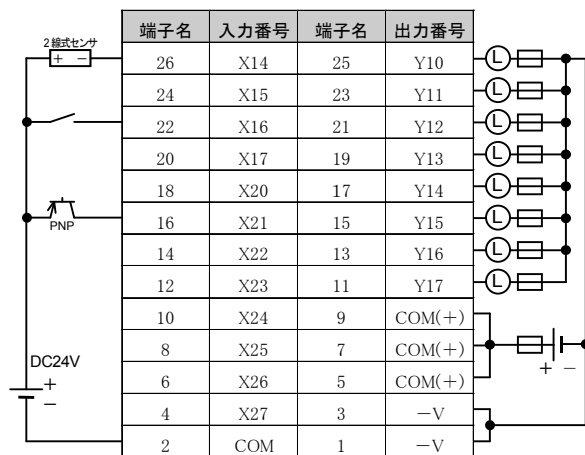 端子名 入力番号 端子名 出力番号
2線式センサ
+ −
26 X14 25 Y10 L
24 X15 23 Y11 L
22 X16 21 Y12 L
20 X17 19 Y13 L
18 X20 17 Y14 L
16 X21 15 Y15 L
PNP
14 X22 13 Y16 L
12 X23 11 Y17 L
10 X24 9 COM(+)
8 X25 7 COM(+)
+ −
DC24V
6 X26 5 COM(+)
+
−
4 X27 3 −V
2 COM 1 −V